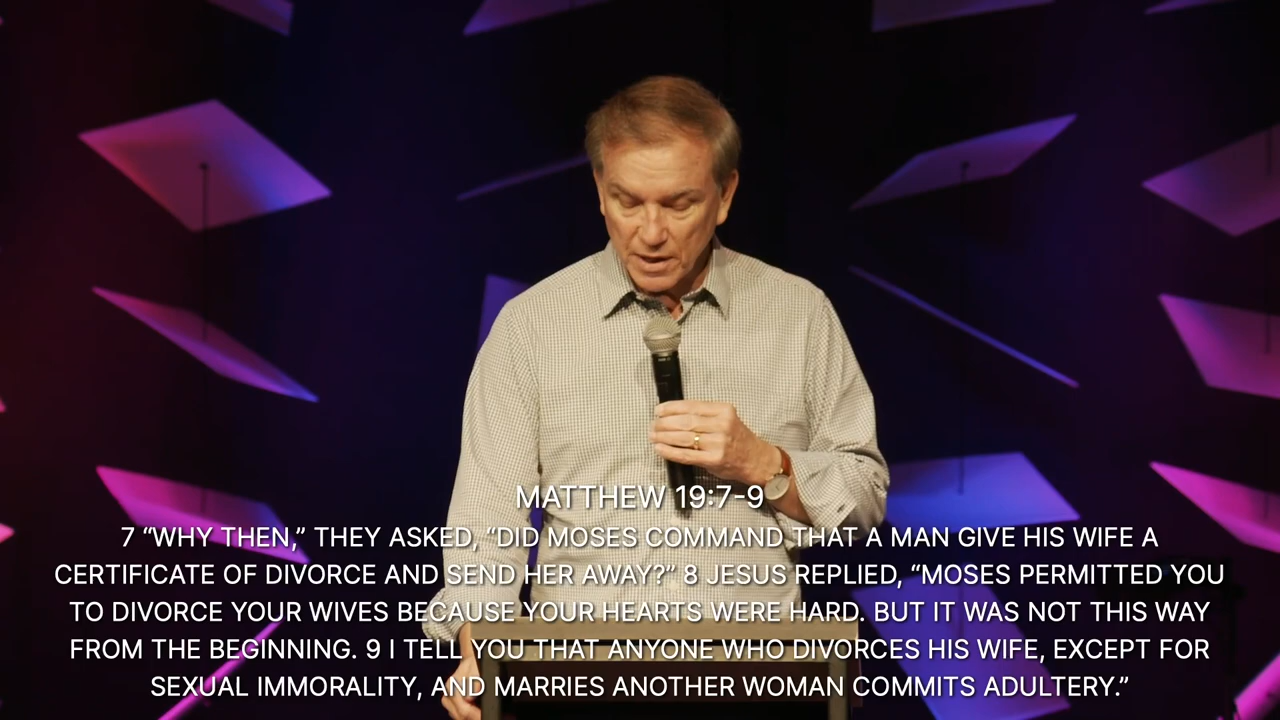 MATTHEW 19:7-9
7 “WHY THEN,” THEY ASKED, “DID MOSES COMMAND THAT A MAN GIVE HIS WIFE A
CERTIFICATE OF DIVORCE AND SEND HER AWAY?” 8 JESUS REPLIED, “MOSES PERMITTED YOU
TO DIVORCE YOUR WIVES BECAUSE YOUR HEARTS WERE HARD. BUT IT WAS NOT THIS WAY
FROM THE BEGINNING. 9 I TELL YOU THAT ANYONE WHO DIVORCES HIS WIFE, EXCEPT FOR
SEXUAL IMMORALITY, AND MARRIES ANOTHER WOMAN COMMITS ADULTERY.”